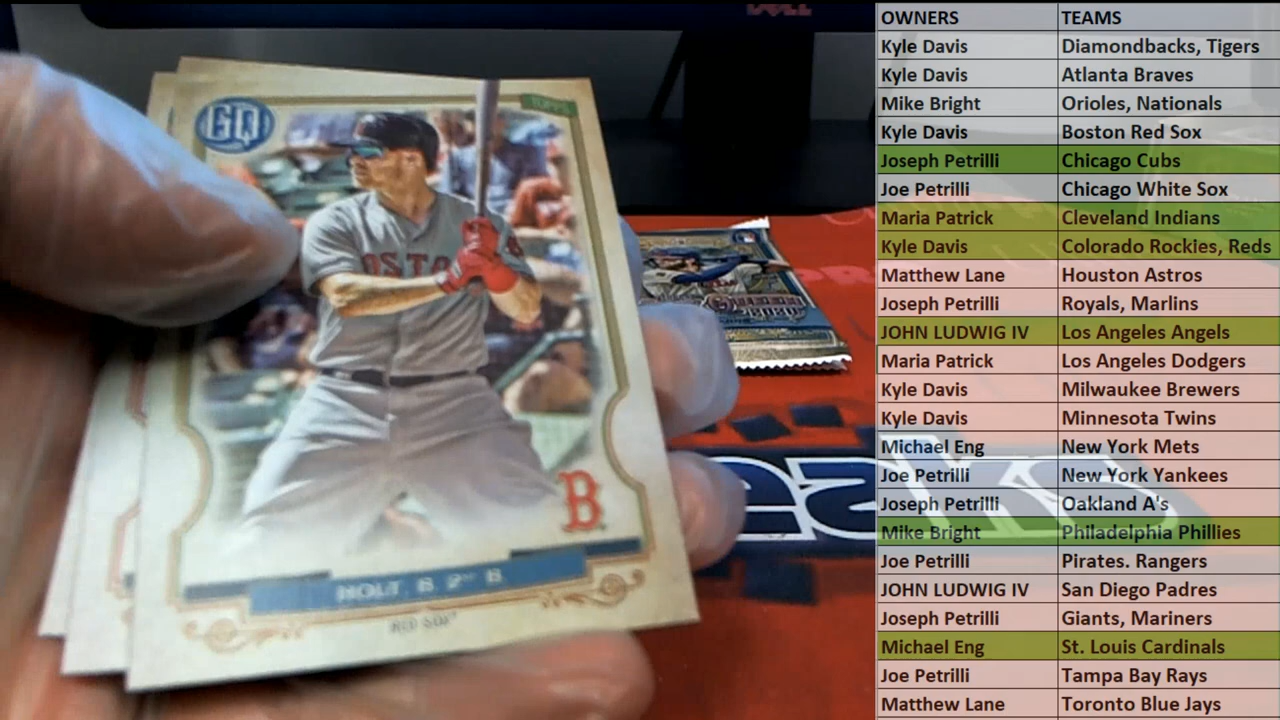 DELL
GQ
TOPPS
BOSTO
B
HOLT, B. 2ND B.
RED SOX
OWNERS TEAMS
Kyle Davis Diamondbacks, Tigers
Kyle Davis Atlanta Braves
Mike Bright Orioles, Nationals
Kyle Davis Boston Red Sox
Joseph Petrilli Chicago Cubs
Joe Petrilli Chicago White Sox
Maria Patrick Cleveland Indians
Kyle Davis Colorado Rockies, Reds
Matthew Lane Houston Astros
Joseph Petrilli Royals, Marlins
JOHN LUDWIG IV Los Angeles Angels
Maria Patrick Los Angeles Dodgers
Kyle Davis Milwaukee Brewers
Kyle Davis Minnesota Twins
Michael Eng New York Mets
Joe Petrilli New York Yankees
Joseph Petrilli Oakland A's
Mike Bright Philadelphia Phillies
Joe Petrilli Pirates. Rangers
JOHN LUDWIG IV San Diego Padres
Joseph Petrilli Giants, Mariners
Michael Eng St. Louis Cardinals
Joe Petrilli Tampa Bay Rays
Matthew Lane Toronto Blue Jays